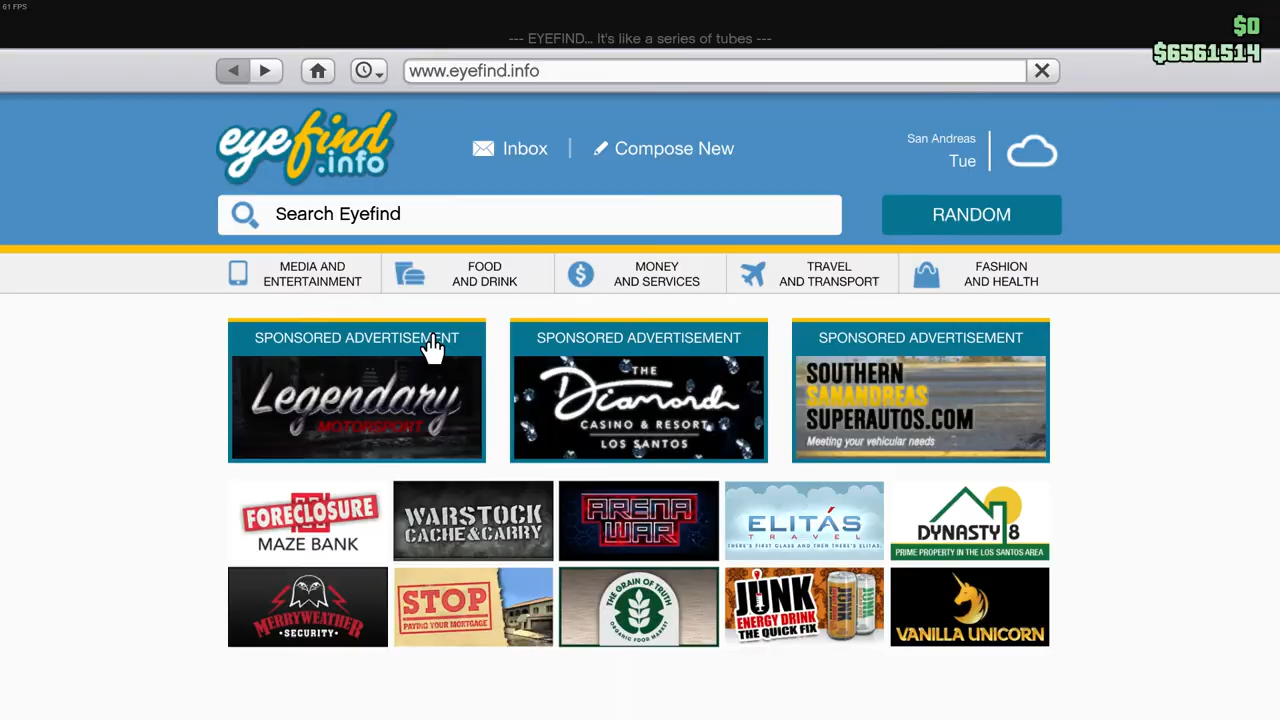 61 FPS
$0
--- EYEFIND... It's like a series of tubes ---
$6561514
www.eyefind.info
eyefind
.info
Inbox
Compose New
San Andreas
Tue
Search Eyefind
RANDOM
MEDIA AND
ENTERTAINMENT
FOOD
AND DRINK
MONEY
AND SERVICES
TRAVEL
AND TRANSPORT
FASHION
AND HEALTH
SPONSORED ADVERTISEMENT
Legendary
MOTORSPORT
SPONSORED ADVERTISEMENT
THE
Diamond
CASINO & RESORT
LOS SANTOS
SPONSORED ADVERTISEMENT
SOUTHERN
SANANDREAS
SUPERAUTOS.COM
Meeting your vehicular needs
FORECLOSURE
MAZE BANK
WARSTOCK
CACHE&CARRY
ARENA
WAR
ELITÁS
TRAVEL
THERE'S FIRST CLASS AND THEN THERE'S ELITAS.
DYNASTY 8
PRIME PROPERTY IN THE LOS SANTOS AREA
MERRYWEATHER
SECURITY
STOP
PAYING YOUR MORTGAGE
THE GRAIN OF TRUTH
ORGANIC FOOD MARKET
JUNK
ENERGY DRINK
THE QUICK FIX
VANILLA UNICORN